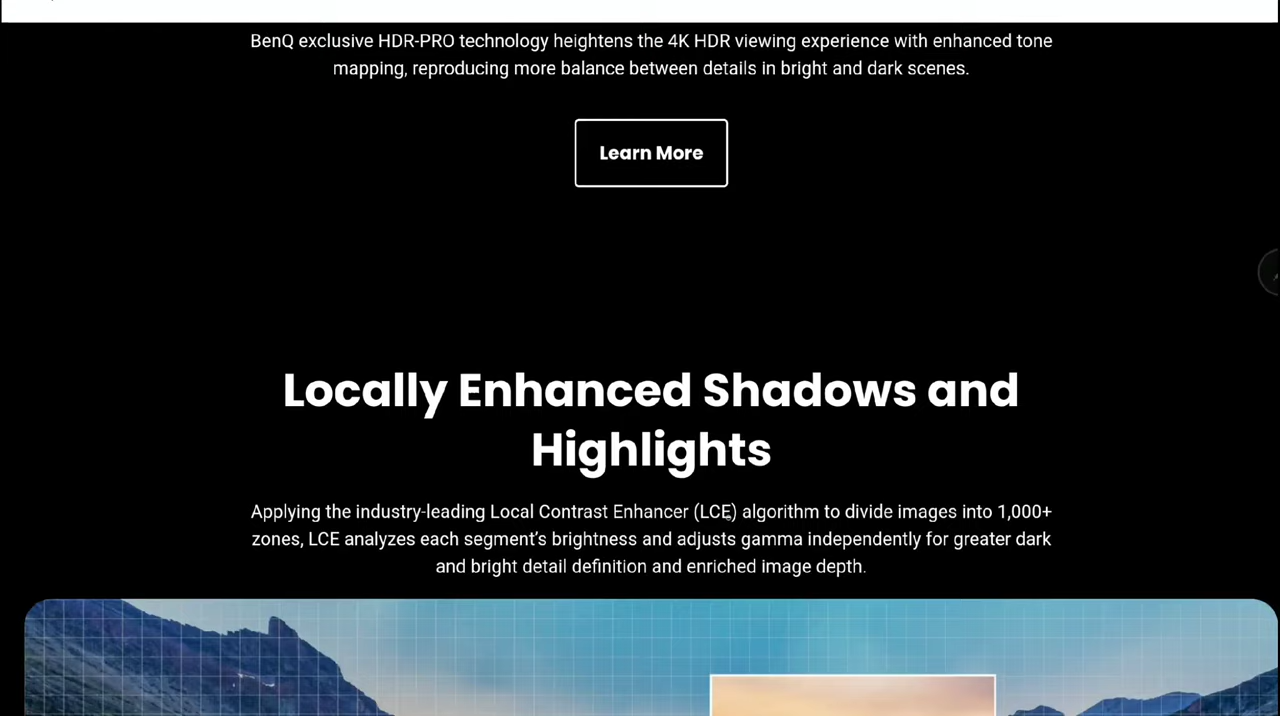 BenQ exclusive HDR-PRO technology heightens the 4K HDR viewing experience with enhanced tone
mapping, reproducing more balance between details in bright and dark scenes.
Learn More
Locally Enhanced Shadows and
Highlights
Applying the industry-leading Local Contrast Enhancer (LCE) algorithm to divide images into 1,000+
zones, LCE analyzes each segment’s brightness and adjusts gamma independently for greater dark
and bright detail definition and enriched image depth.